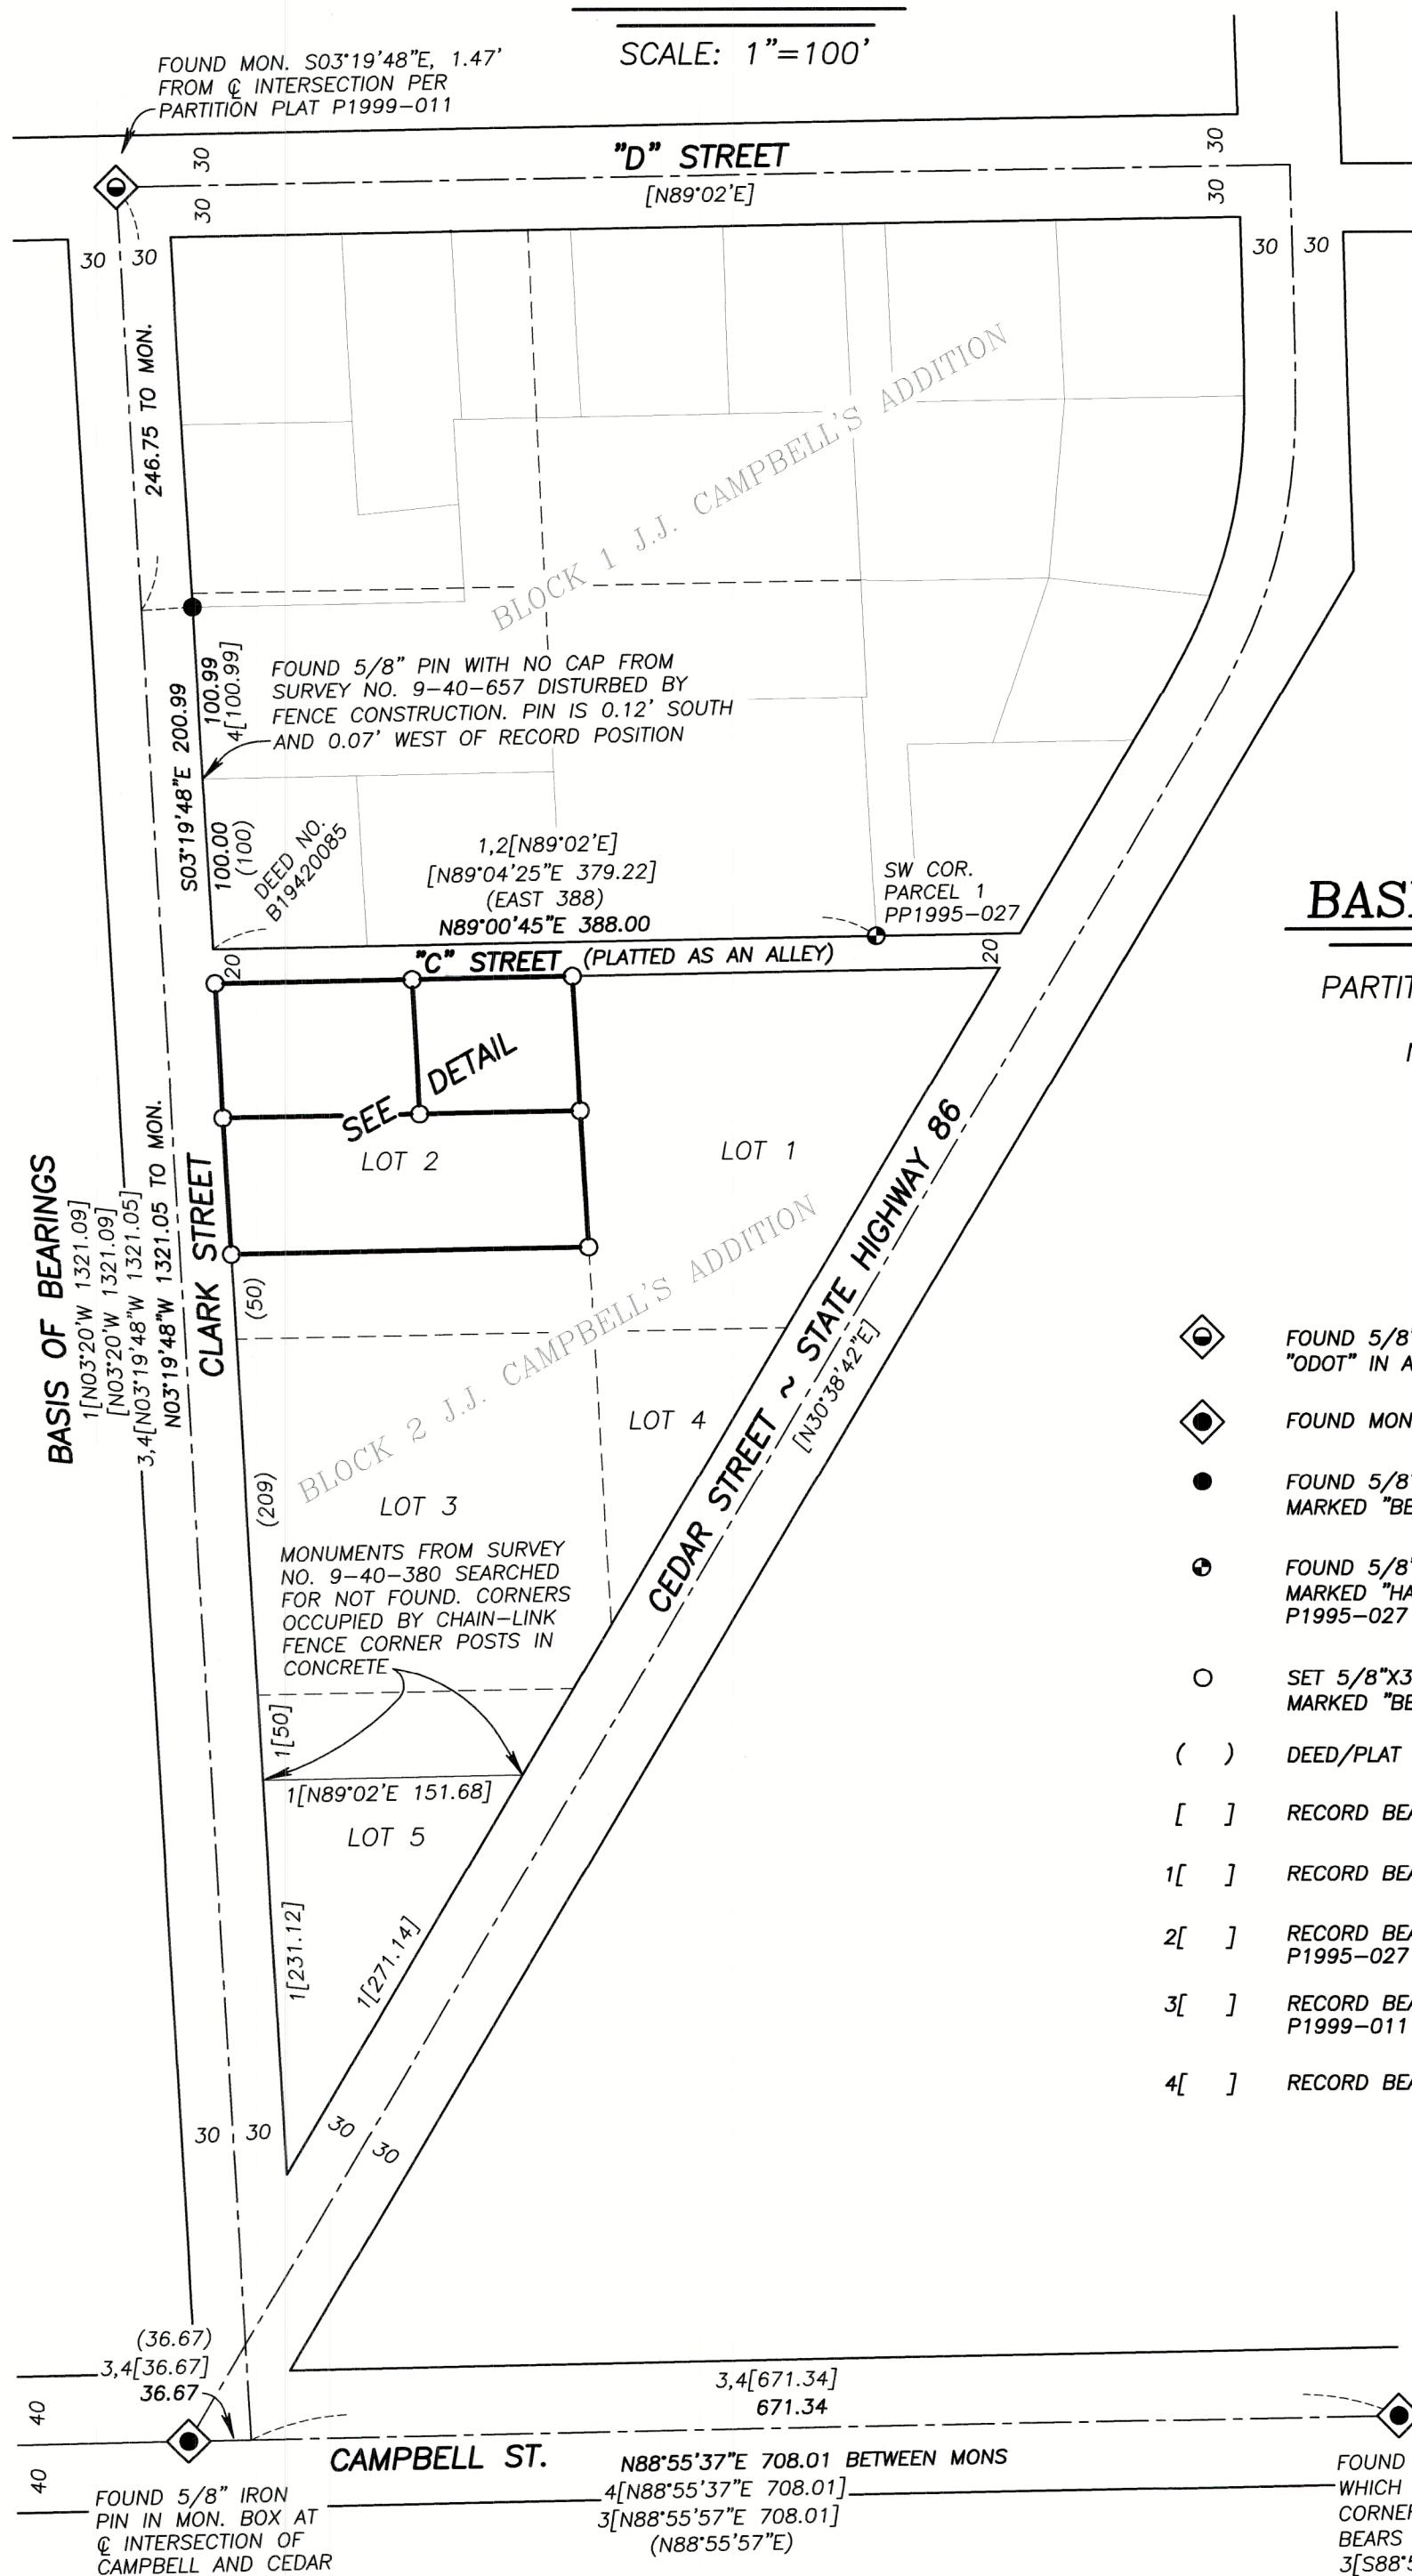 SCALE: 1"=100'
FOUND MON. S03°19'48"E, 1.47'
FROM ℄ INTERSECTION PER
PARTITION PLAT P1999-011
"D" STREET
[N89°02'E]
30
30
30
30
30
30
30
30
246.75 TO MON.
BLOCK 1 J.J. CAMPBELL'S ADDITION
S03°19'48"E 200.99
100.99
4[100.99]
FOUND 5/8" PIN WITH NO CAP FROM
SURVEY NO. 9-40-657 DISTURBED BY
FENCE CONSTRUCTION. PIN IS 0.12' SOUTH
AND 0.07' WEST OF RECORD POSITION
100.00
(100)
DEED NO.
B19420085
1,2[N89°02'E]
[N89°04'25"E 379.22]
(EAST 388)
N89°00'45"E 388.00
SW COR.
PARCEL 1
PP1995-027
20
"C" STREET (PLATTED AS AN ALLEY)
20
SEE DETAIL
LOT 2
LOT 1
BASIS OF BEARINGS
1[N03°20'W 1321.09]
[N03°20'W 1321.09]
3,4[N03°19'48"W 1321.05]
N03°19'48"W 1321.05 TO MON.
CLARK STREET
(50)
BLOCK 2 J.J. CAMPBELL'S ADDITION
LOT 4
CEDAR STREET ~ STATE HIGHWAY 86
[N30°38'42"E]
(209)
LOT 3
MONUMENTS FROM SURVEY
NO. 9-40-380 SEARCHED
FOR NOT FOUND. CORNERS
OCCUPIED BY CHAIN-LINK
FENCE CORNER POSTS IN
CONCRETE
1[50]
1[N89°02'E 151.68]
LOT 5
1[231.12]
1[271.14]
30
30
30
30
(36.67)
3,4[36.67]
36.67
3,4[671.34]
671.34
40
40
CAMPBELL ST.
N88°55'37"E 708.01 BETWEEN MONS
4[N88°55'37"E 708.01]
3[N88°55'57"E 708.01]
(N88°55'57"E)
FOUND 5/8" IRON
PIN IN MON. BOX AT
℄ INTERSECTION OF
CAMPBELL AND CEDAR
BAS
PARTIT
FOUND 5/8"
"ODOT" IN A
FOUND MON
FOUND 5/8"
MARKED "BE
FOUND 5/8"
MARKED "HA
P1995-027
SET 5/8"X3
MARKED "BE
( ) DEED/PLAT
[ ] RECORD BEA
1[ ] RECORD BEA
2[ ] RECORD BEA
P1995-027
3[ ] RECORD BEA
P1999-011
4[ ] RECORD BEA
FOUND
WHICH
CORNER
BEARS
3[S88°5